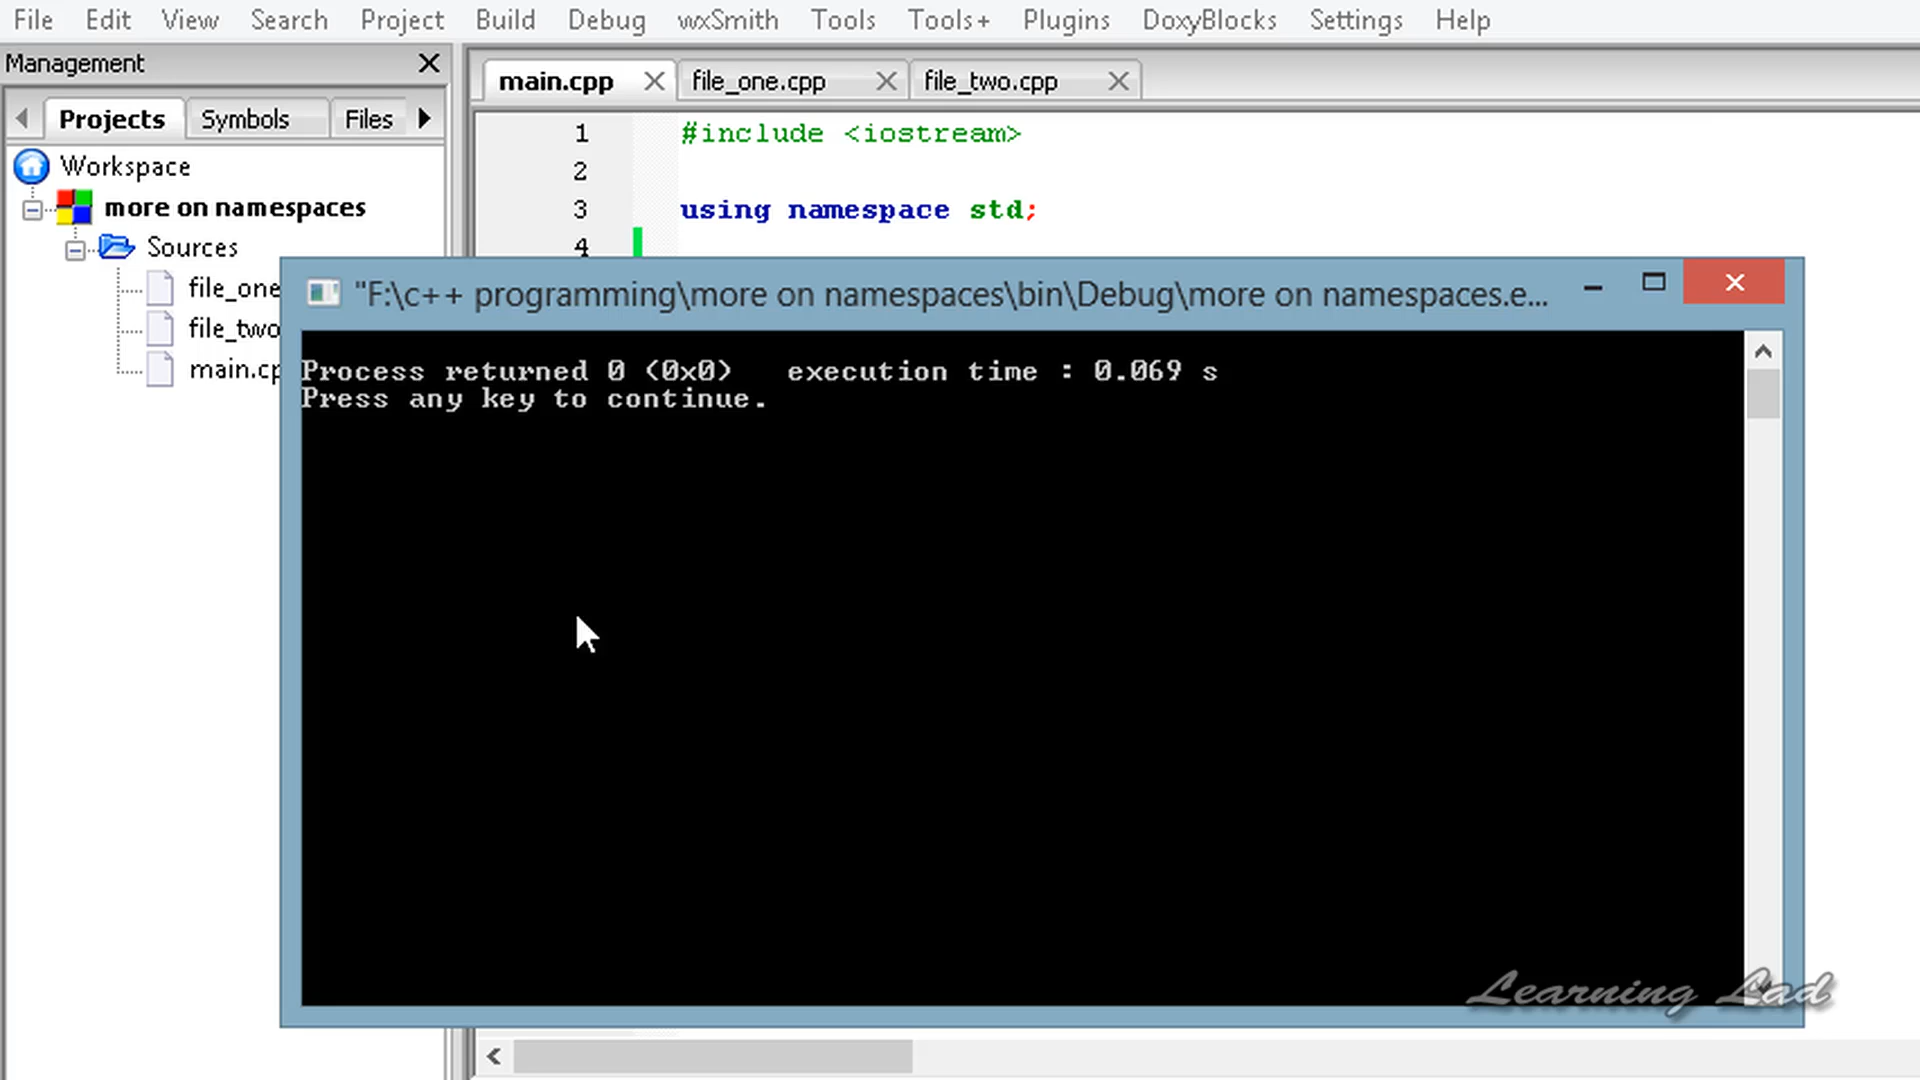 File Edit View Search Project Build Debug wxSmith Tools Tools+ Plugins DoxyBlocks Settings Help
Management
main.cpp file_one.cpp file_two.cpp
Projects Symbols Files
Workspace
more on namespaces
Sources
file_one
file_two
main.cp
1 #include <iostream>
2
3 using namespace std;
4
"F:\c++ programming\more on namespaces\bin\Debug\more on namespaces.e...
Process returned 0 (0x0) execution time : 0.069 s
Press any key to continue.
Learning Lad